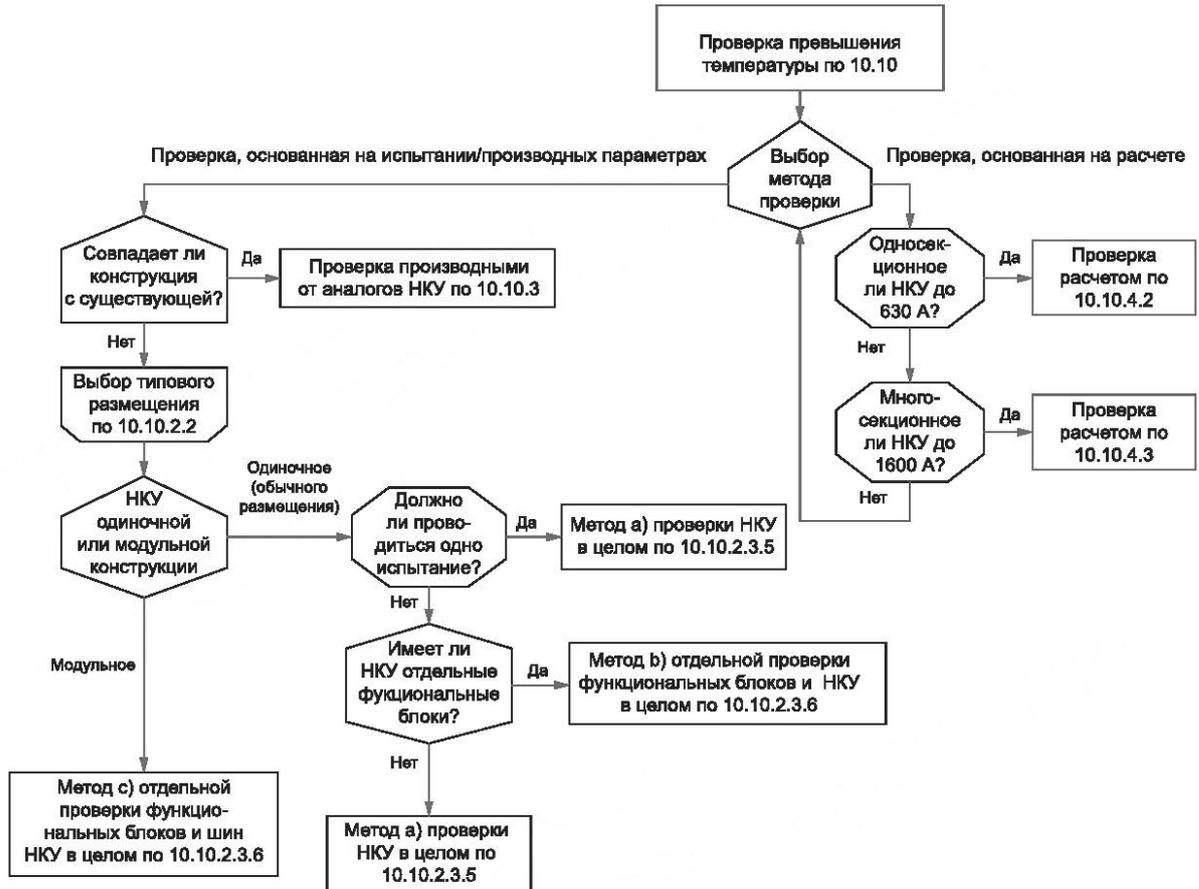 Проверка превышения
температуры по 10.10
Проверка, основанная на испытании/производных параметрах
Выбор
метода
проверки
Проверка, основанная на расчете
Совпадает ли
конструкция
с существующей?
Да
Проверка производными
от аналогов НКУ по 10.10.3
Односек-
ционное
ли НКУ до
630 А?
Да
Проверка
расчетом по
10.10.4.2
Нет
Нет
Выбор типового
размещения
по 10.10.2.2
Много-
секционное
ли НКУ до
1600 А?
Да
Проверка
расчетом по
10.10.4.3
Нет
НКУ
одиночной
или модульной
конструкции
Одиночное
(обычного
размещения)
Должно
ли прово-
диться одно
испытание?
Да
Метод a) проверки НКУ
в целом по 10.10.2.3.5
Нет
Модульное
Имеет ли
НКУ отдельные
фукциональные
блоки?
Да
Метод b) отдельной проверки
функциональных блоков и НКУ
в целом по 10.10.2.3.6
Нет
Метод c) отдельной
проверки функцио-
нальных блоков и шин
НКУ в целом по 10.10.2.3.6
Метод a) проверки
НКУ в целом по
10.10.2.3.5